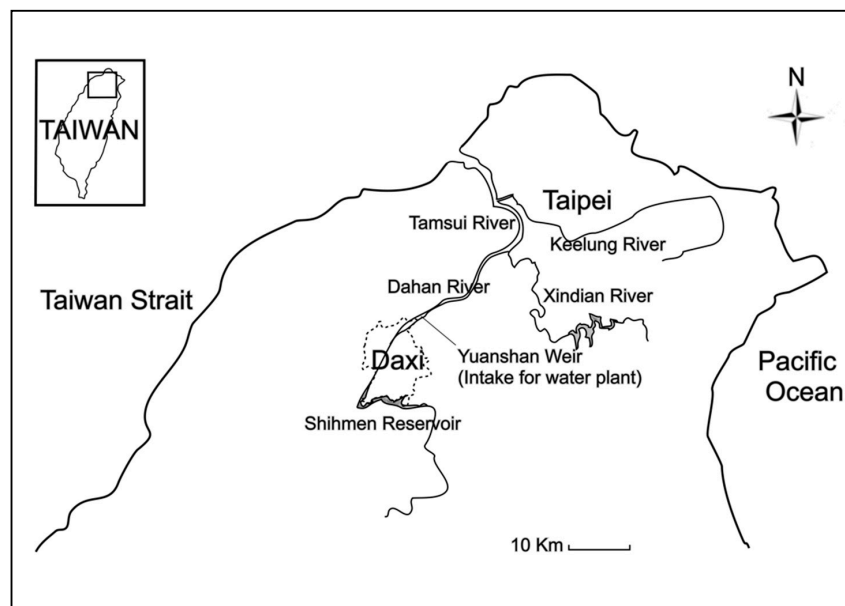 N
TAIWAN
Taipei
Tamsui River
Keelung River
Taiwan Strait
Dahan River
Xindian River
Daxi
Yuanshan Weir
(Intake for water plant)
Pacific
Ocean
Shihmen Reservoir
10 Km